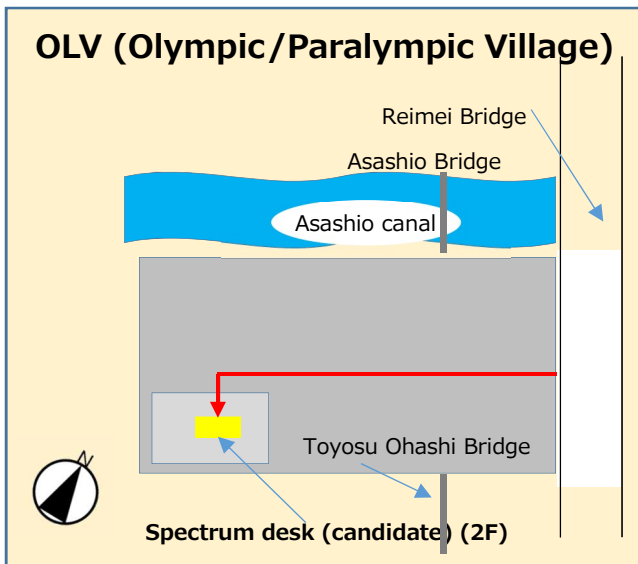 OLV (Olympic/Paralympic Village)
Reimei Bridge
Asashio Bridge
Asashio canal
Toyosu Ohashi Bridge
N
Spectrum desk (candidate) (2F)